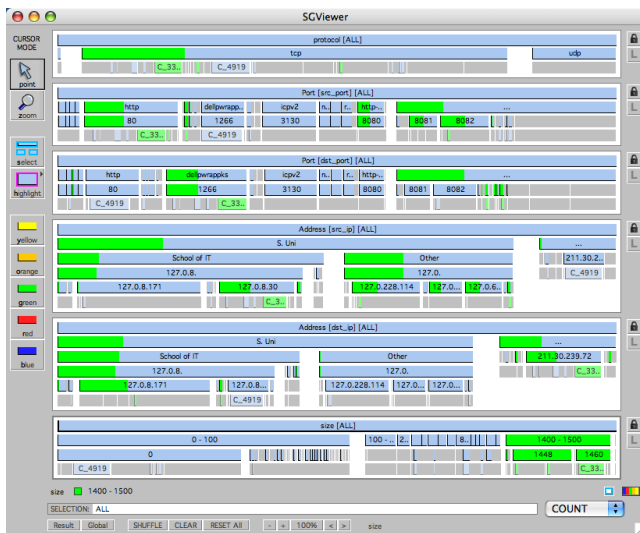 SGViewer
CURSOR
MODE
point
zoom
select
highlight
yellow
orange
green
red
blue
protocol [ALL]
tcp udp
C_33.. C_4919
L
Port [src_port] [ALL]
http dellpwrapp.. icpv2 n.. r.. http-.. ...
80 1266 3130 8080 8081 8082
C_33.. C_4919
L
Port [dst_port] [ALL]
http dellpwrappks icpv2 n.. r.. http-.. ...
80 1266 3130 8080 8081 8082
C_4919 C_33..
L
Address [src_ip] [ALL]
S. Uni ...
School of IT Other 211.30.2...
127.0.8. 127.0. C_4919
127.0.8.171 127.0.8.30 127.0.228.114 127.0... 127.0.6..
C_3...
L
Address [dst_ip] [ALL]
S. Uni ...
School of IT Other 211.30.239.72
127.0.8. 127.0. C_33..
127.0.8.171 127.0.8... 127.0.228.114 127.0... 127.0...
C_4919
L
size [ALL]
0 - 100 100 - .. 2.. 8.. 1400 - 1500
0 1448 1460
C_4919 C_33..
L
size 1400 - 1500
SELECTION: ALL COUNT
Result Global SHUFFLE CLEAR RESET All - + 100% < > size